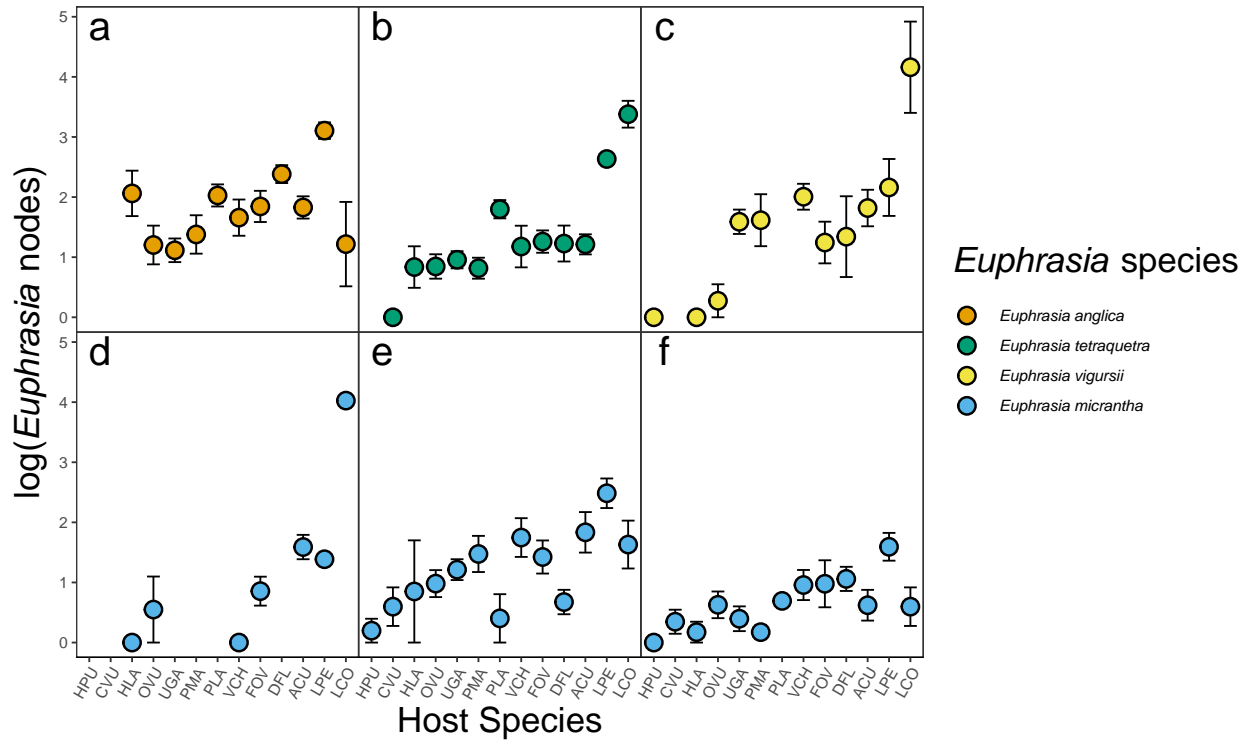 a
b
c
5
4
3
2
1
0
d
e
f
5
4
3
2
1
0
log(Euphrasia nodes)
HPU CVU HLA OVU UGA PMA PLA VCH FOV DFL ACU LPE LCO
HPU CVU HLA OVU UGA PMA PLA VCH FOV DFL ACU LPE LCO
HPU CVU HLA OVU UGA PMA PLA VCH FOV DFL ACU LPE LCO
Host Species
Euphrasia species
Euphrasia anglica
Euphrasia tetraquetra
Euphrasia vigursii
Euphrasia micrantha